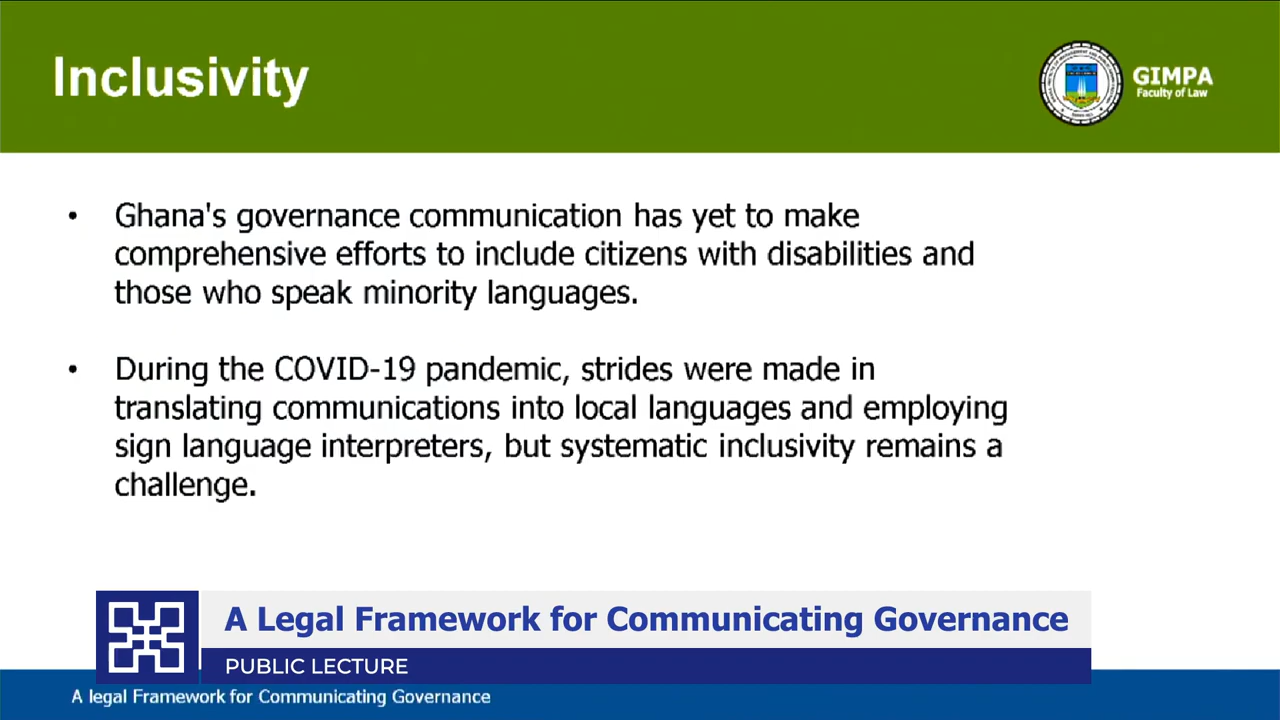 Inclusivity
GIMPA
Faculty of Law
• Ghana's governance communication has yet to make
comprehensive efforts to include citizens with disabilities and
those who speak minority languages.
• During the COVID-19 pandemic, strides were made in
translating communications into local languages and employing
sign language interpreters, but systematic inclusivity remains a
challenge.
A Legal Framework for Communicating Governance
PUBLIC LECTURE
A legal Framework for Communicating Governance